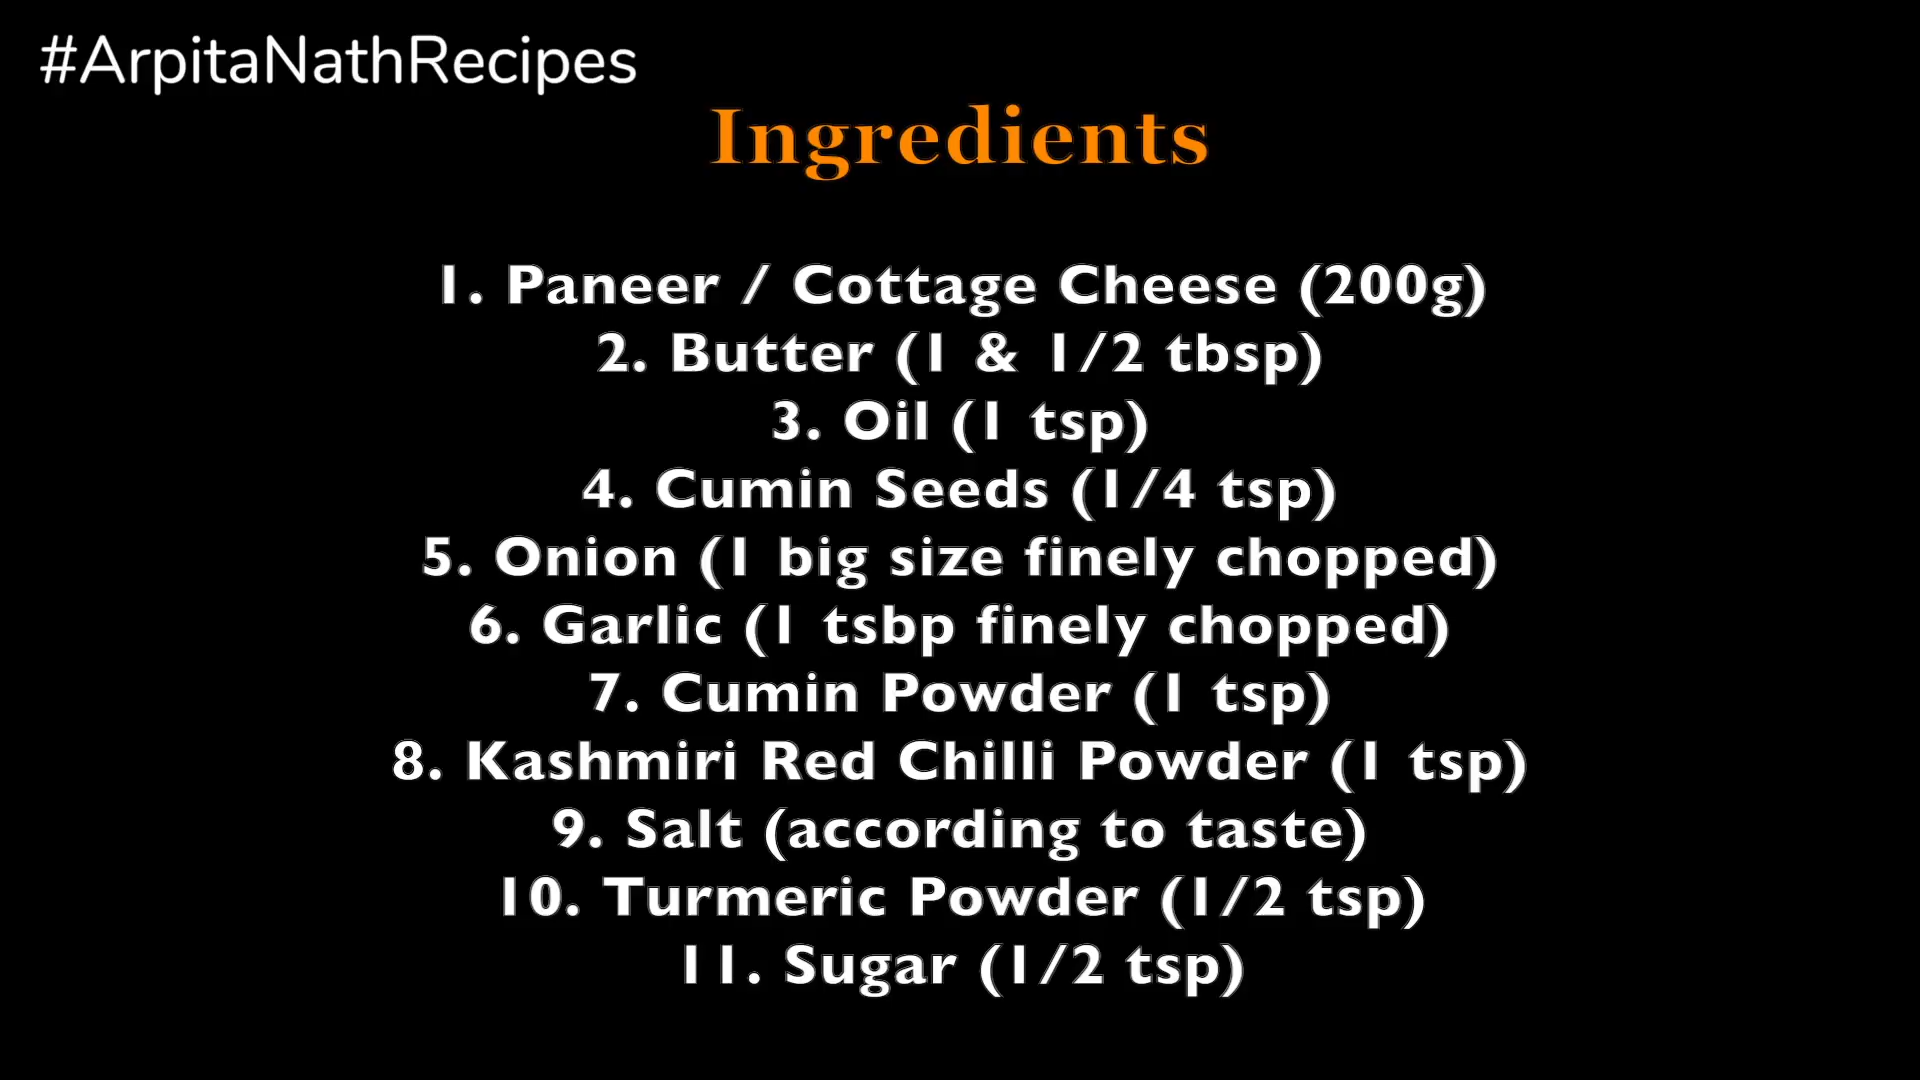 #ArpitaNathRecipes
Ingredients
1. Paneer / Cottage Cheese (200g)
2. Butter (1 & 1/2 tbsp)
3. Oil (1 tsp)
4. Cumin Seeds (1/4 tsp)
5. Onion (1 big size finely chopped)
6. Garlic (1 tsbp finely chopped)
7. Cumin Powder (1 tsp)
8. Kashmiri Red Chilli Powder (1 tsp)
9. Salt (according to taste)
10. Turmeric Powder (1/2 tsp)
11. Sugar (1/2 tsp)